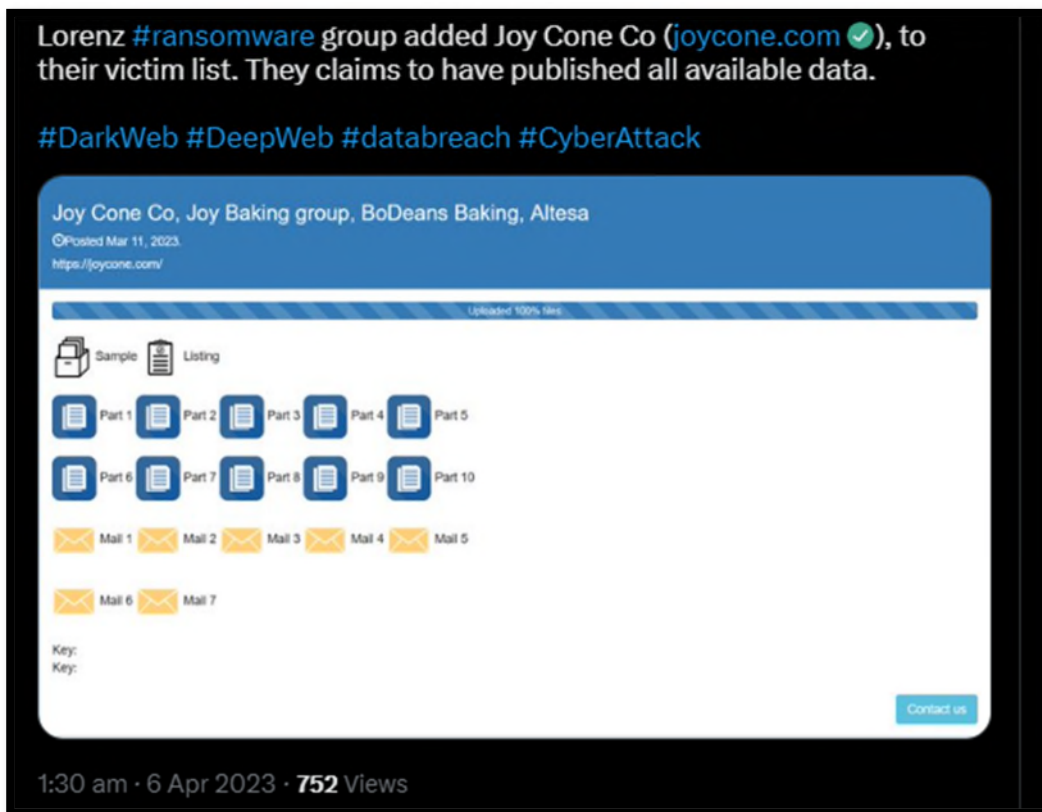 Lorenz #ransomware group added Joy Cone Co (joycone.com ✅), to
their victim list. They claims to have published all available data.
#DarkWeb #DeepWeb #databreach #CyberAttack
Joy Cone Co, Joy Baking group, BoDeans Baking, Altesa
Posted Mar 11, 2023.
https://joycone.com/
Uploaded 100% files
Sample Listing
Part 1 Part 2 Part 3 Part 4 Part 5
Part 6 Part 7 Part 8 Part 9 Part 10
Mail 1 Mail 2 Mail 3 Mail 4 Mail 5
Mail 6 Mail 7
Key:
Key:
Contact us
1:30 am · 6 Apr 2023 · 752 Views